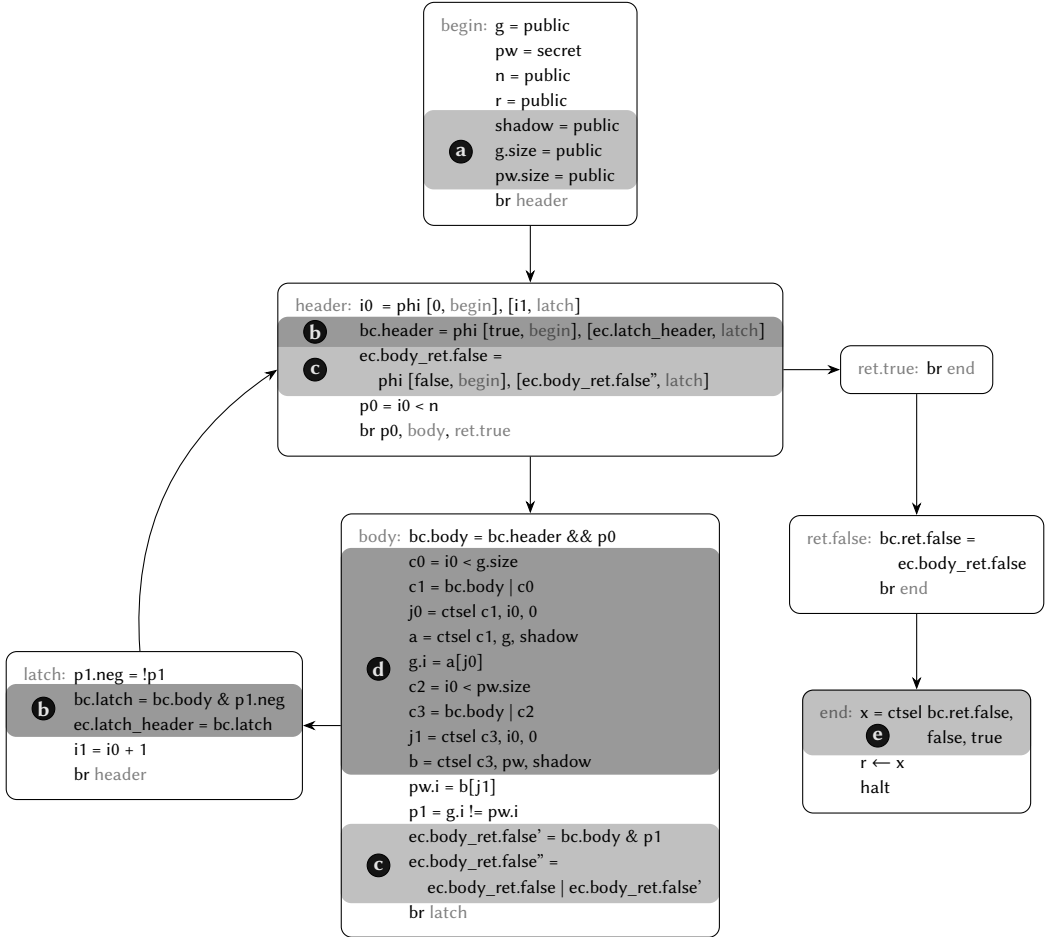 begin: g = public
pw = secret
n = public
r = public
shadow = public
a g.size = public
pw.size = public
br header
header: i0 = phi [0, begin], [i1, latch]
b bc.header = phi [true, begin], [ec.latch_header, latch]
ec.body_ret.false =
c phi [false, begin], [ec.body_ret.false”, latch]
p0 = i0 < n
br p0, body, ret.true
ret.true: br end
body: bc.body = bc.header && p0
c0 = i0 < g.size
c1 = bc.body | c0
j0 = ctsel c1, i0, 0
a = ctsel c1, g, shadow
d g.i = a[j0]
c2 = i0 < pw.size
c3 = bc.body | c2
j1 = ctsel c3, i0, 0
b = ctsel c3, pw, shadow
pw.i = b[j1]
p1 = g.i != pw.i
ec.body_ret.false’ = bc.body & p1
c ec.body_ret.false” =
ec.body_ret.false | ec.body_ret.false’
br latch
latch: p1.neg = !p1
b bc.latch = bc.body & p1.neg
ec.latch_header = bc.latch
i1 = i0 + 1
br header
ret.false: bc.ret.false =
ec.body_ret.false
br end
end: x = ctsel bc.ret.false,
e false, true
r ← x
halt